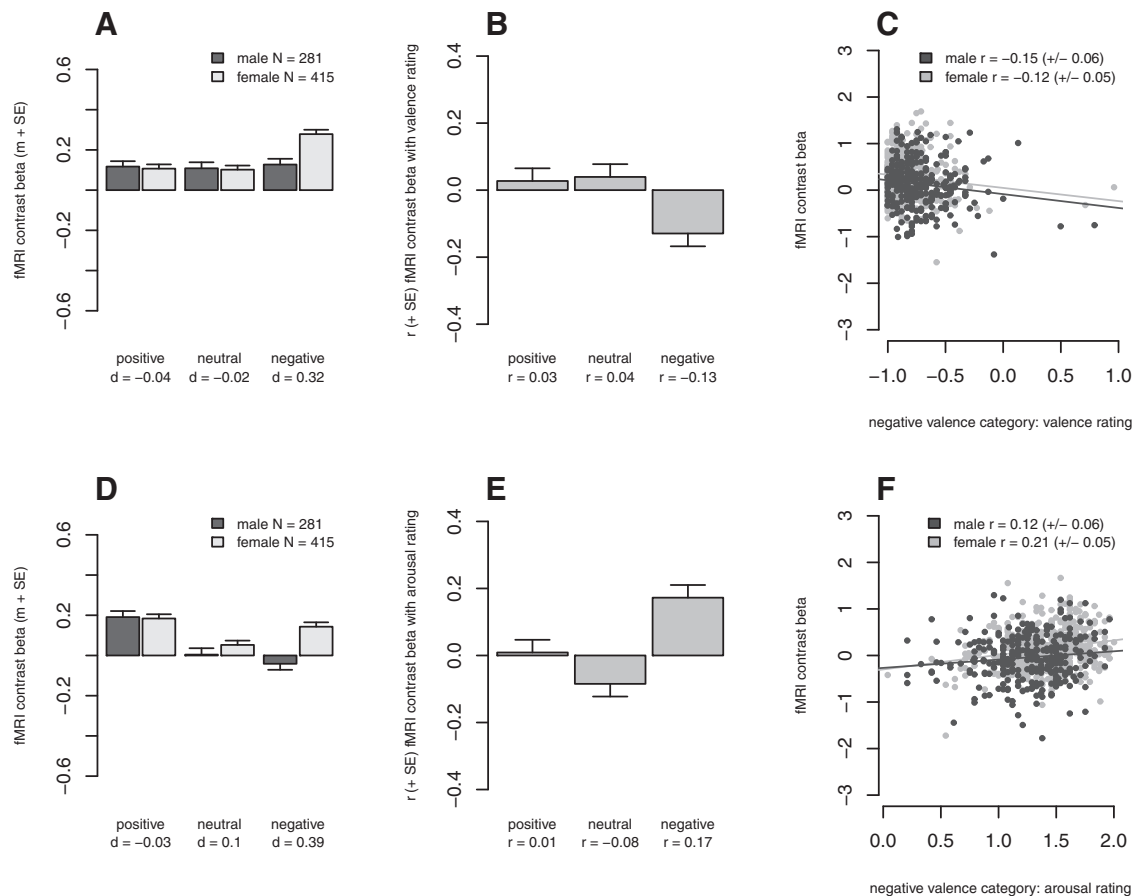 A
male N = 281
female N = 415
fMRI contrast beta (m + SE)
0.6
0.2
−0.2
−0.6
positive neutral negative
d = −0.04 d = −0.02 d = 0.32
B
r (+ SE) fMRI contrast beta with valence rating
0.4
0.2
0.0
−0.2
−0.4
positive neutral negative
r = 0.03 r = 0.04 r = −0.13
C
male r = −0.15 (+/− 0.06)
female r = −0.12 (+/− 0.05)
fMRI contrast beta
3
2
1
0
−1
−2
−3
−1.0 −0.5 0.0 0.5 1.0
negative valence category: valence rating
D
male N = 281
female N = 415
fMRI contrast beta (m + SE)
0.6
0.2
−0.2
−0.6
positive neutral negative
d = −0.03 d = 0.1 d = 0.39
E
r (+ SE) fMRI contrast beta with arousal rating
0.4
0.2
0.0
−0.2
−0.4
positive neutral negative
r = 0.01 r = −0.08 r = 0.17
F
male r = 0.12 (+/− 0.06)
female r = 0.21 (+/− 0.05)
fMRI contrast beta
3
2
1
0
−1
−2
−3
0.0 0.5 1.0 1.5 2.0
negative valence category: arousal rating